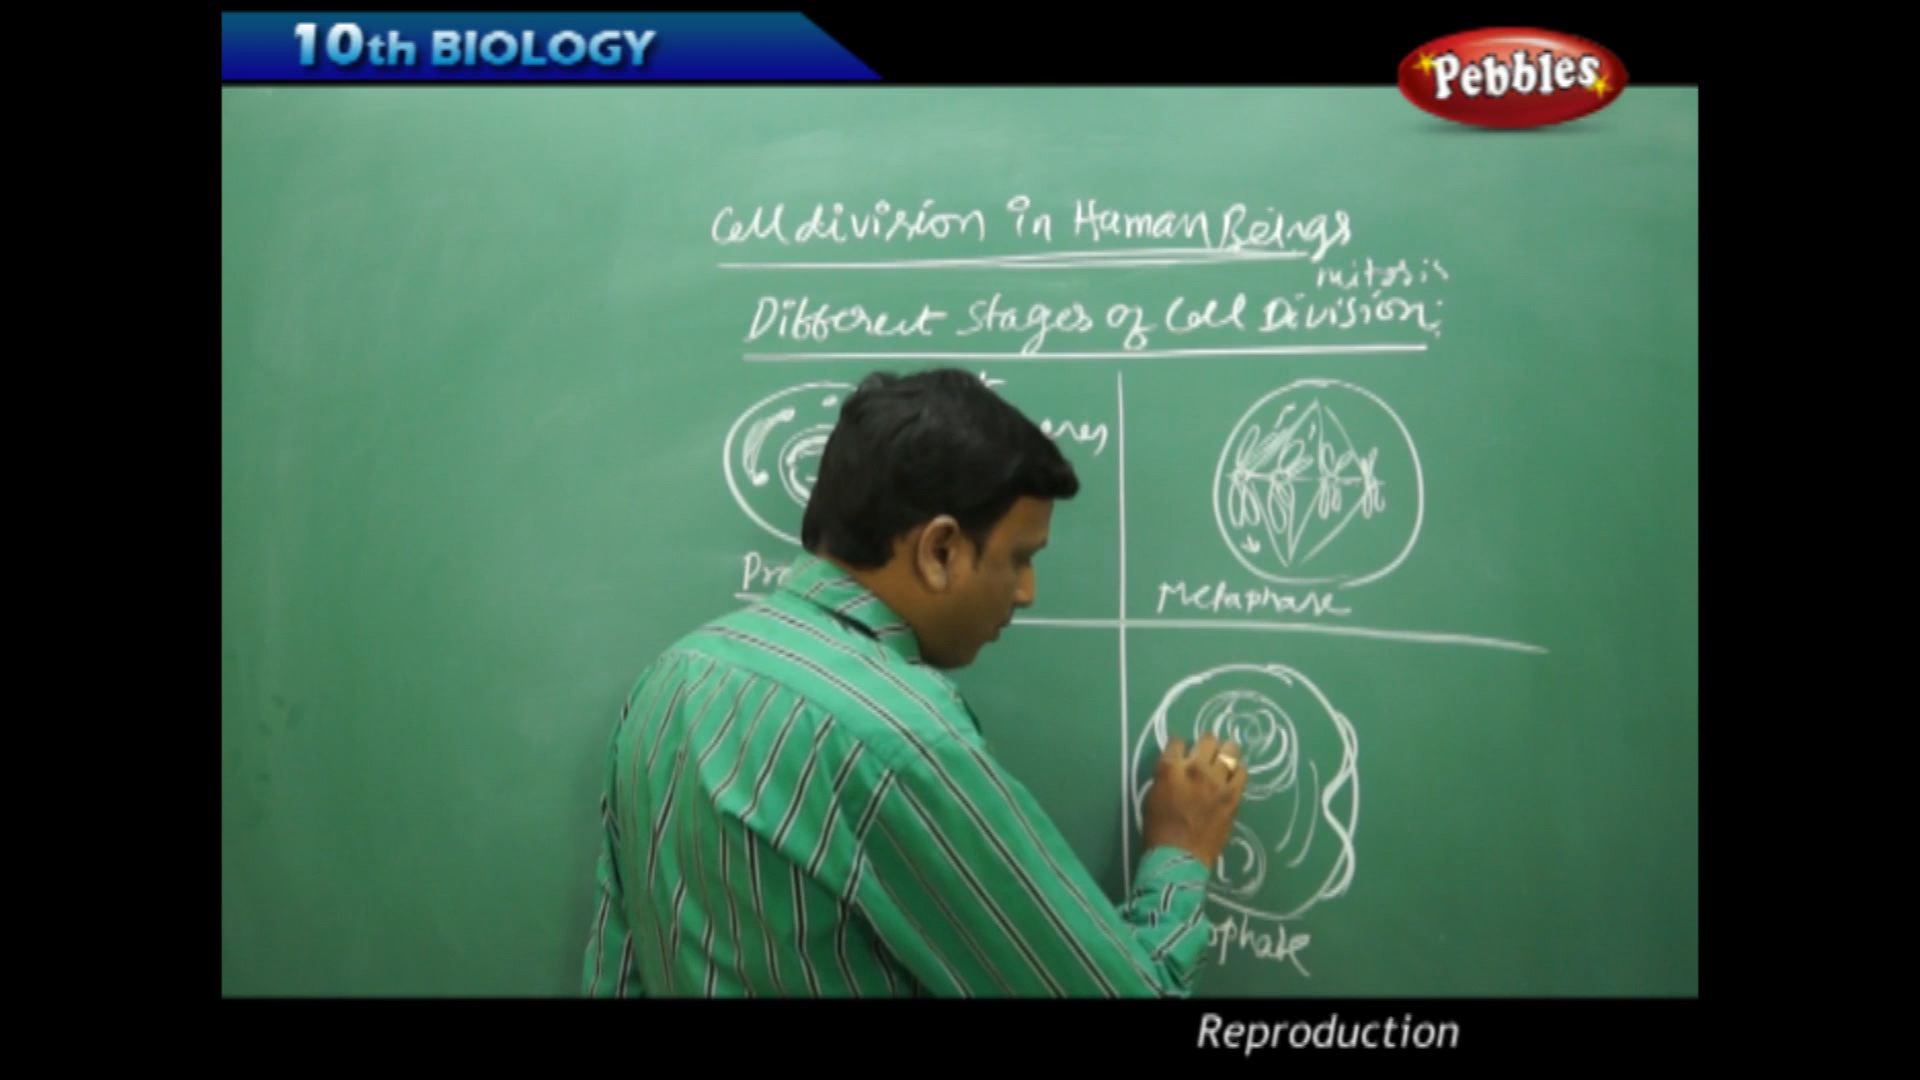 10th BIOLOGY
Pebbles
Cell division in Human Beings
mitosis
Different Stages of Cell Division:
Metaphase
Reproduction